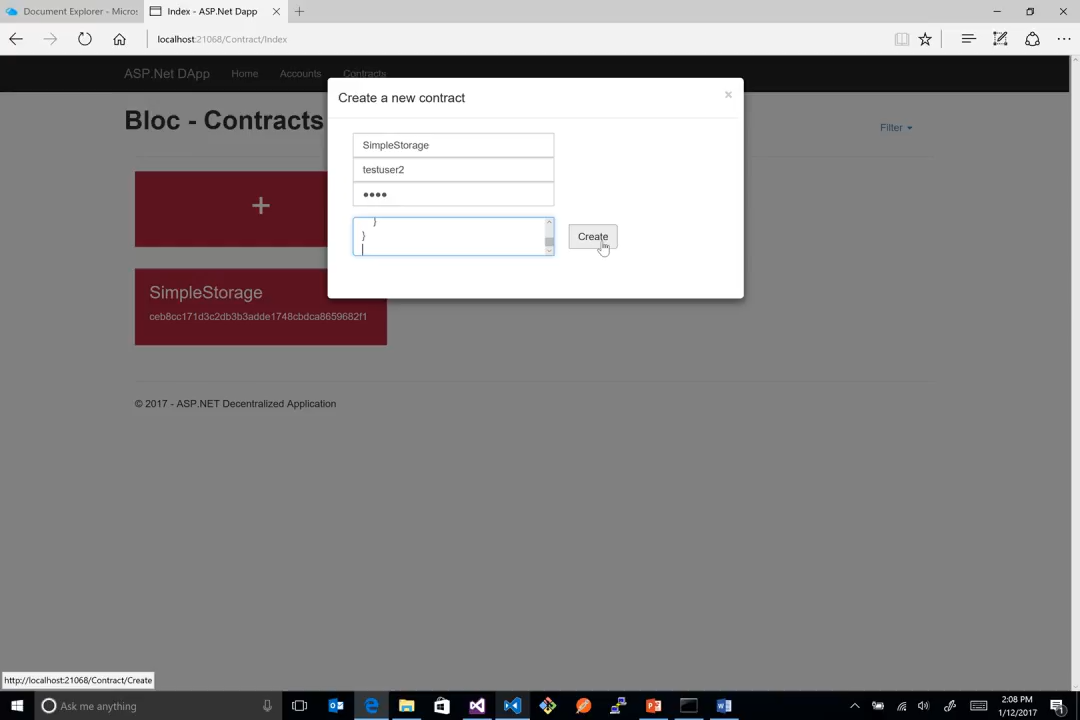 Document Explorer - Micros
Index - ASP.Net Dapp
localhost:21068/Contract/Index
ASP.Net DApp
Home
Accounts
Contracts
Create a new contract
×
Bloc - Contracts
Filter
SimpleStorage
testuser2
••••
+
}
}
Create
SimpleStorage
ceb8cc171d3c2db3b3adde1748cbdca8659682f1
© 2017 - ASP.NET Decentralized Application
http://localhost:21068/Contract/Create
Ask me anything
2:08 PM
1/12/2017
1